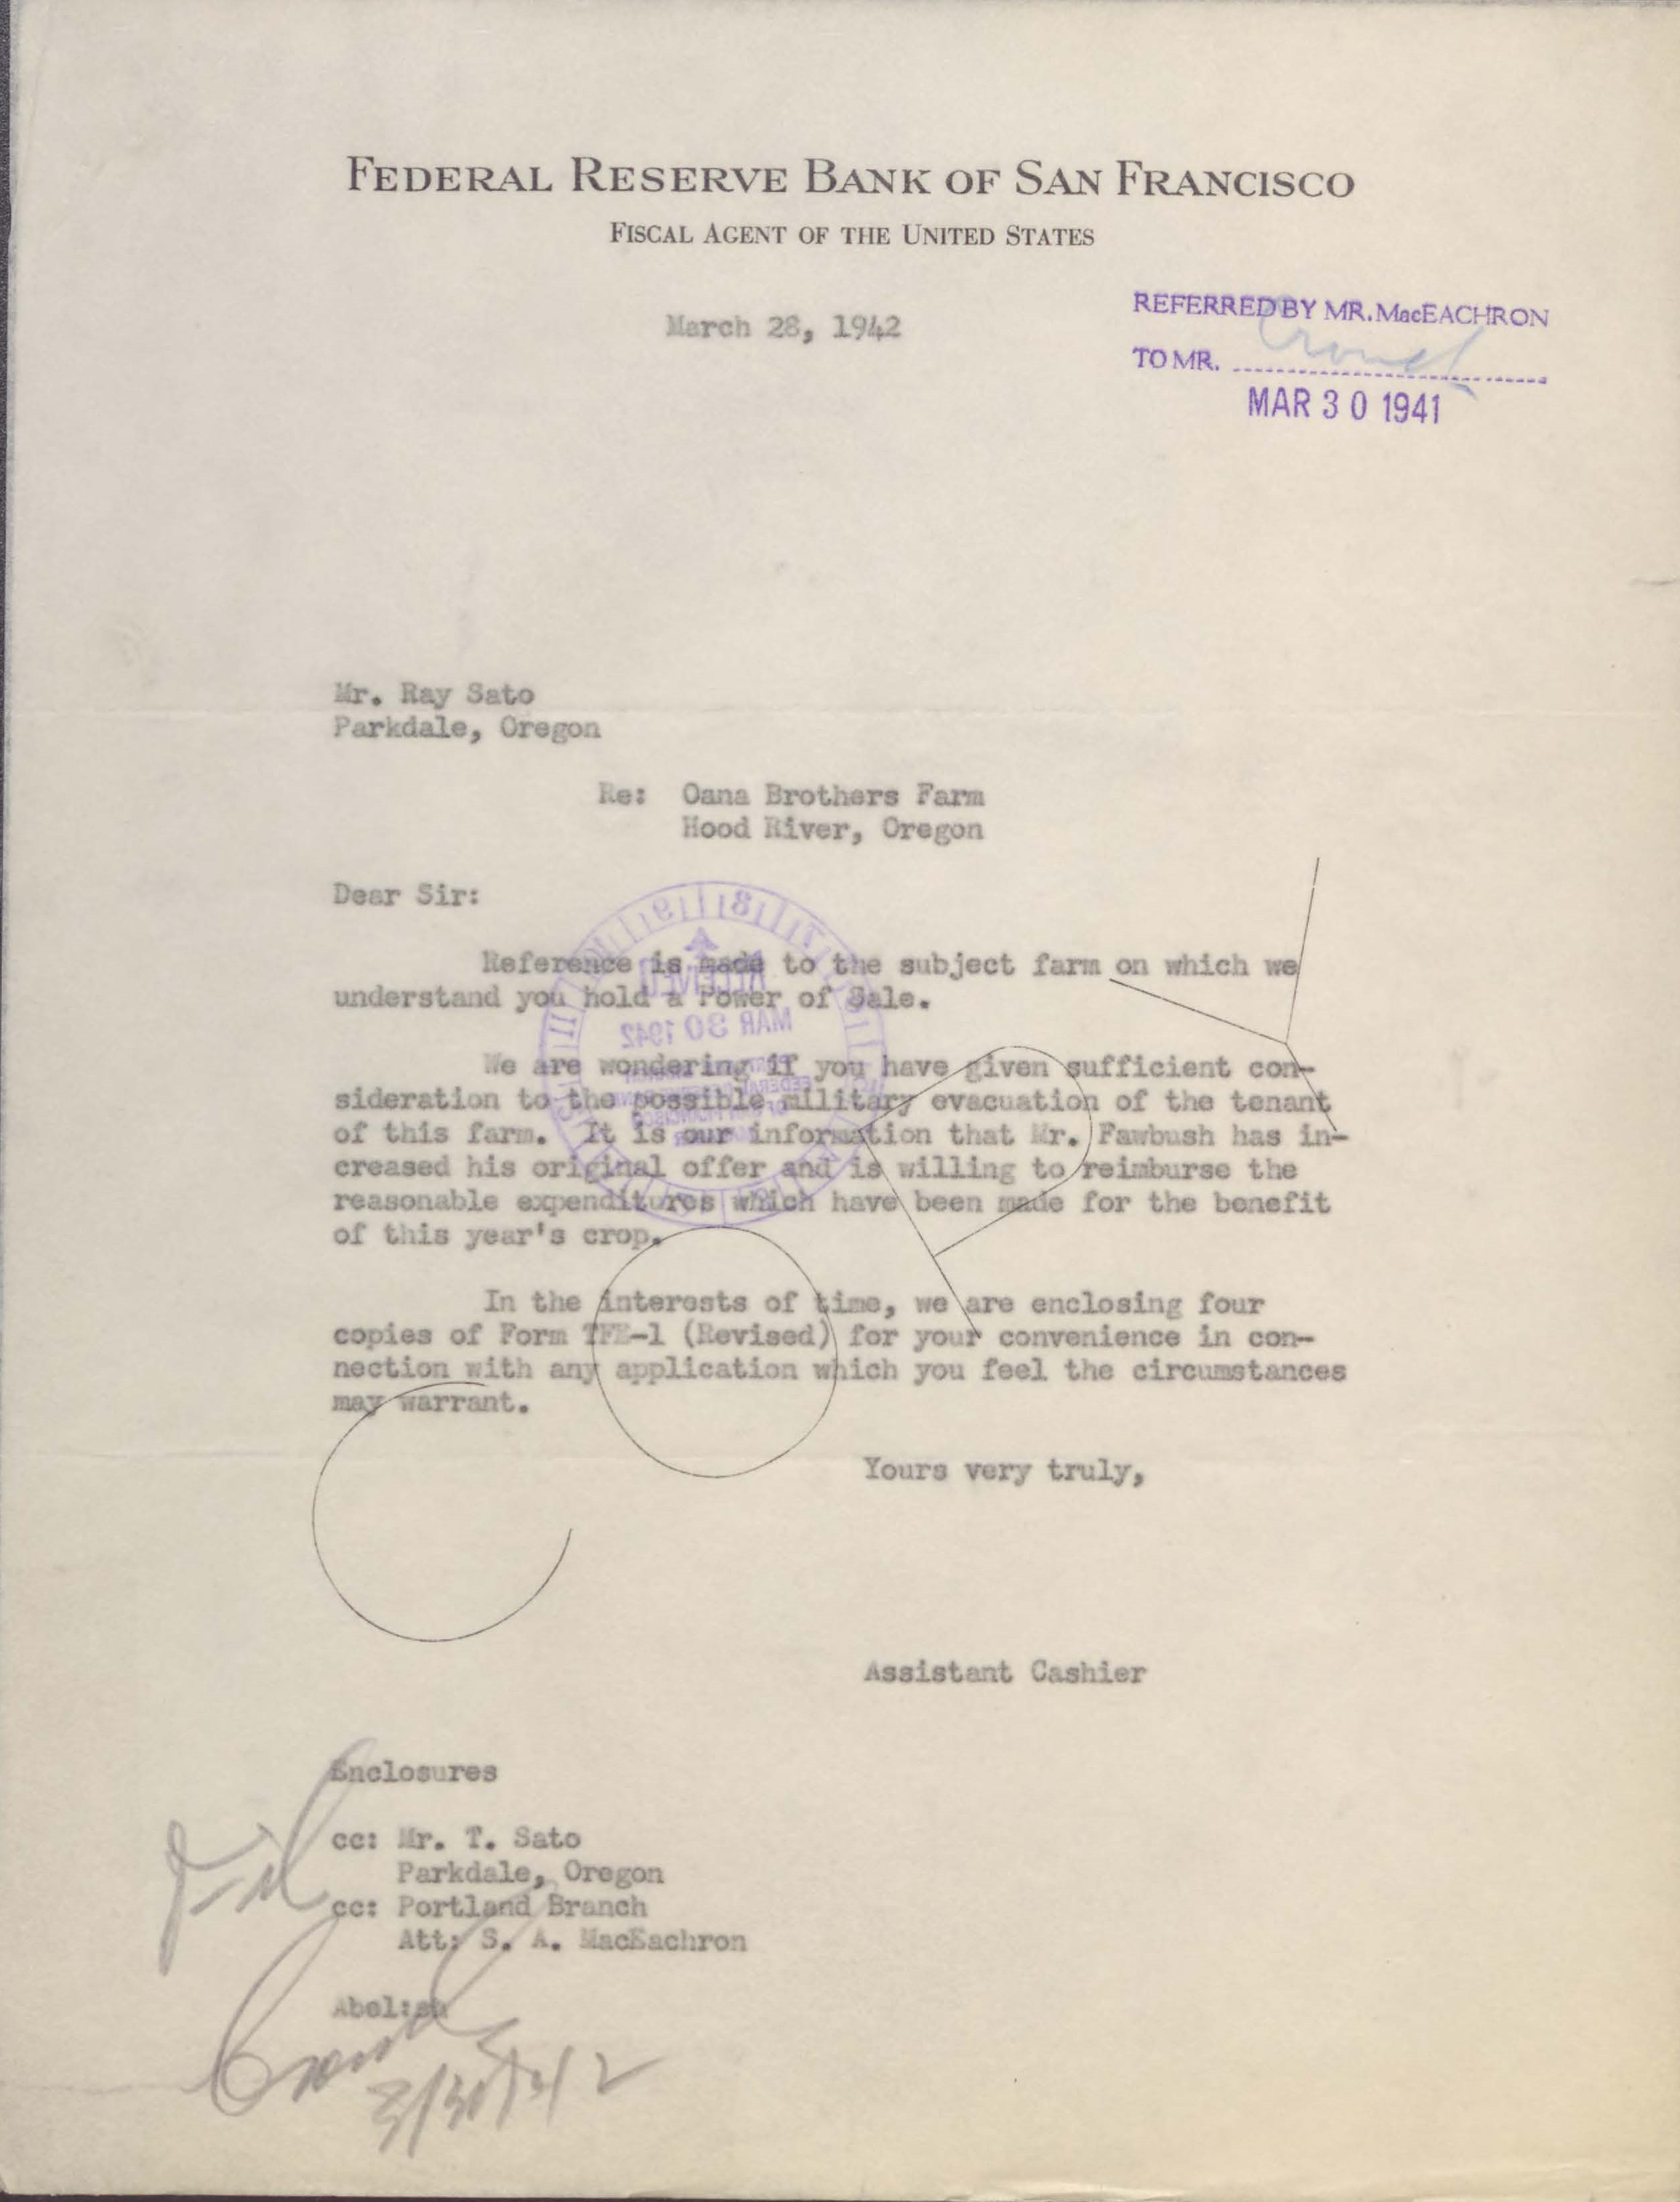 FEDERAL RESERVE BANK OF SAN FRANCISCO
FISCAL AGENT OF THE UNITED STATES
March 28, 1942
REFERRED BY MR. MacEACHRON
TO MR.
MAR 30 1941
Mr. Ray Sato
Parkdale, Oregon
Re: Oana Brothers Farm
Hood River, Oregon
Dear Sir:
Reference is made to the subject farm on which we
understand you hold a Power of Sale.
RECEIVED
MAR 30 1942
We are wondering if you have given sufficient con-
sideration to the possible military evacuation of the tenant
of this farm. It is our information that Mr. Fawbush has in-
creased his original offer and is willing to reimburse the
reasonable expenditures which have been made for the benefit
of this year's crop.
In the interests of time, we are enclosing four
copies of Form TFE-1 (Revised) for your convenience in con-
nection with any application which you feel the circumstances
may warrant.
COPY
Yours very truly,
Assistant Cashier
Enclosures
cc: Mr. T. Sato
Parkdale, Oregon
cc: Portland Branch
Att: S. A. MacEachron
File
Abel:
3/30/42